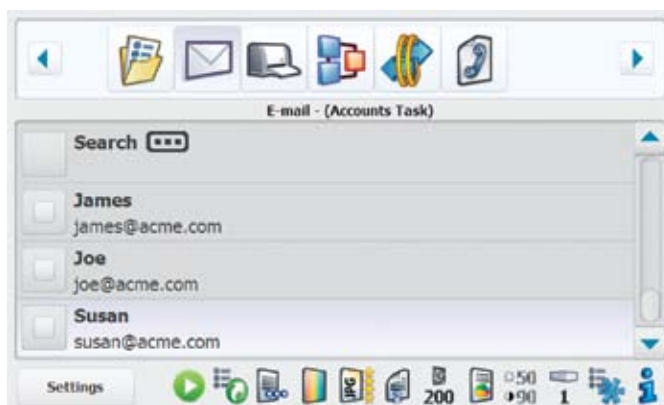 E-mail - (Accounts Task)
Search
James
james@acme.com
Joe
joe@acme.com
Susan
susan@acme.com
Settings
JPG
200
50
90
1